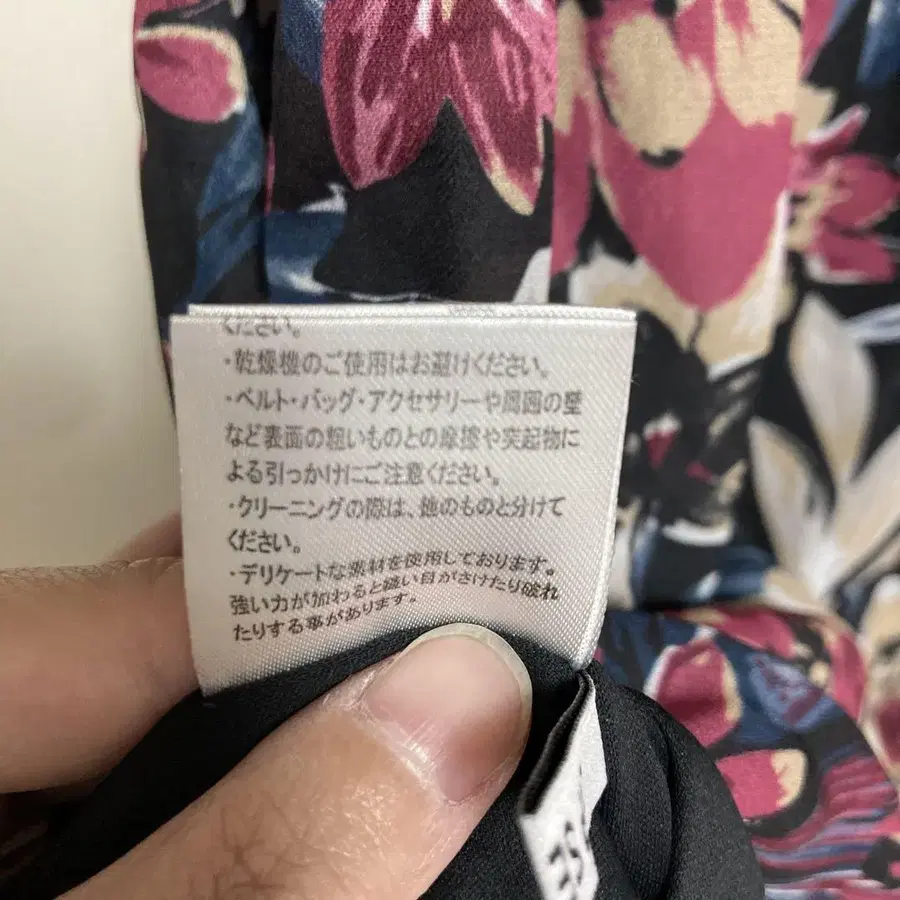 ください。
・乾燥機のご使用はお避けください。
・ベルト・バッグ・アクセサリーや周囲の壁
など表面の粗いものとの摩擦や突起物に
よる引っかけにご注意ください。
・クリーニングの際は、他のものと分けて
ください。
・デリケートな素材を使用しております。
強い力が加わると縫い目がさけたり破れ
たりする事があります。